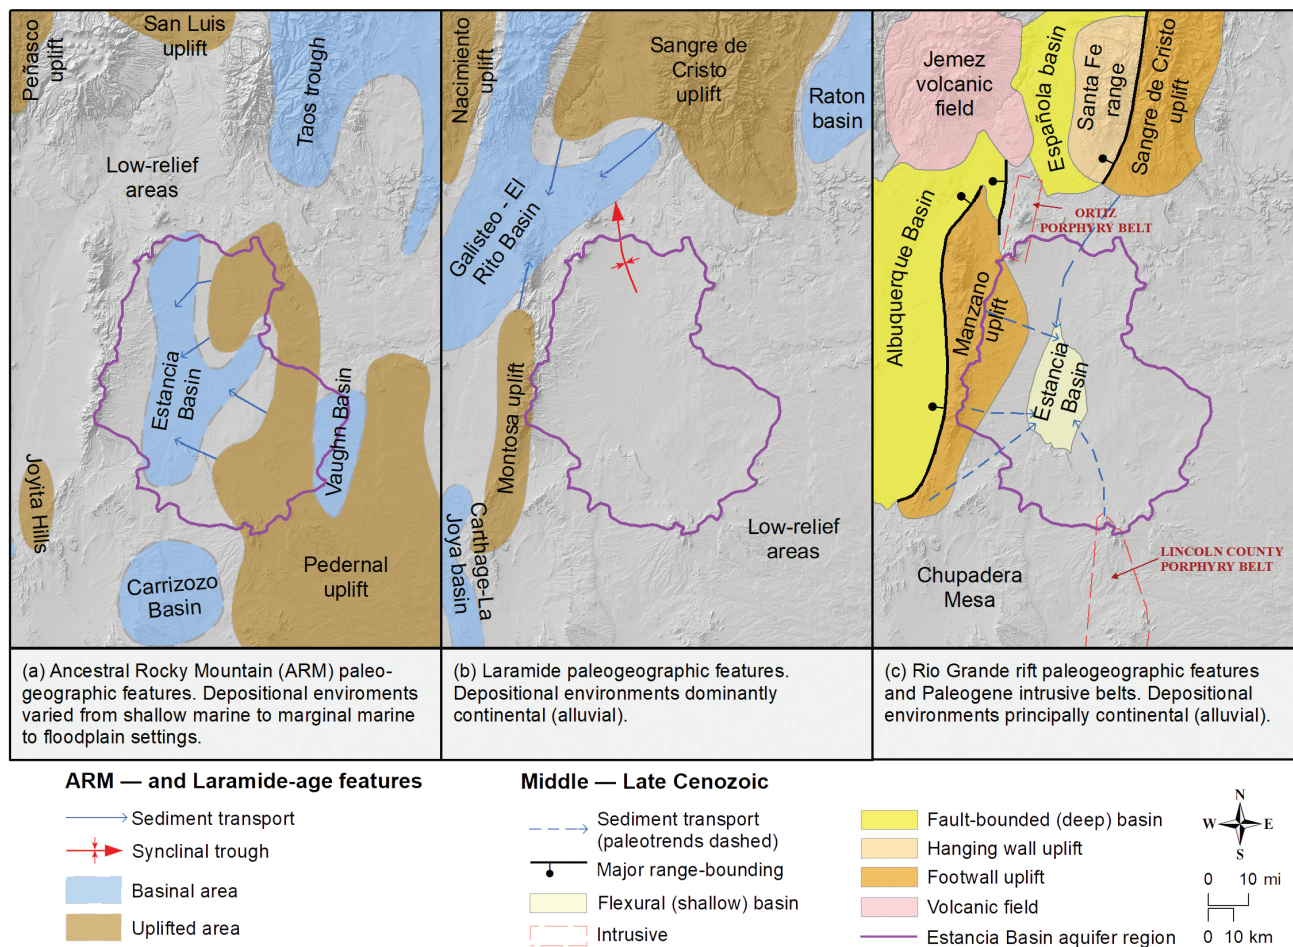 Peñasco
uplift
San Luis
uplift
Taos trough
Low-relief
areas
Estancia
Basin
Vaughn Basin
Joyita Hills
Carrizozo
Basin
Pedernal
uplift
Nacimiento
uplift
Sangre de
Cristo
uplift
Raton
basin
Galisteo - El
Rito Basin
Montosa uplift
Carthage-La
Joya basin
Low-relief
areas
Jemez
volcanic
field
Española basin
Santa Fe
range
Sangre de Cristo
uplift
ORTIZ
PORPHYRY BELT
Albuquerque Basin
Manzano
uplift
Estancia
Basin
LINCOLN COUNTY
PORPHYRY BELT
Chupadera
Mesa
(a) Ancestral Rocky Mountain (ARM) paleo-
geographic features. Depositional enviroments
varied from shallow marine to marginal marine
to floodplain settings.
(b) Laramide paleogeographic features.
Depositional environments dominantly
continental (alluvial).
(c) Rio Grande rift paleogeographic features
and Paleogene intrusive belts. Depositional
environments principally continental (alluvial).
ARM — and Laramide-age features
Sediment transport
Synclinal trough
Basinal area
Uplifted area
Middle — Late Cenozoic
Sediment transport
(paleotrends dashed)
Major range-bounding
Flexural (shallow) basin
Intrusive
Fault-bounded (deep) basin
Hanging wall uplift
Footwall uplift
Volcanic field
Estancia Basin aquifer region
N
W E
S
0 10 mi
0 10 km